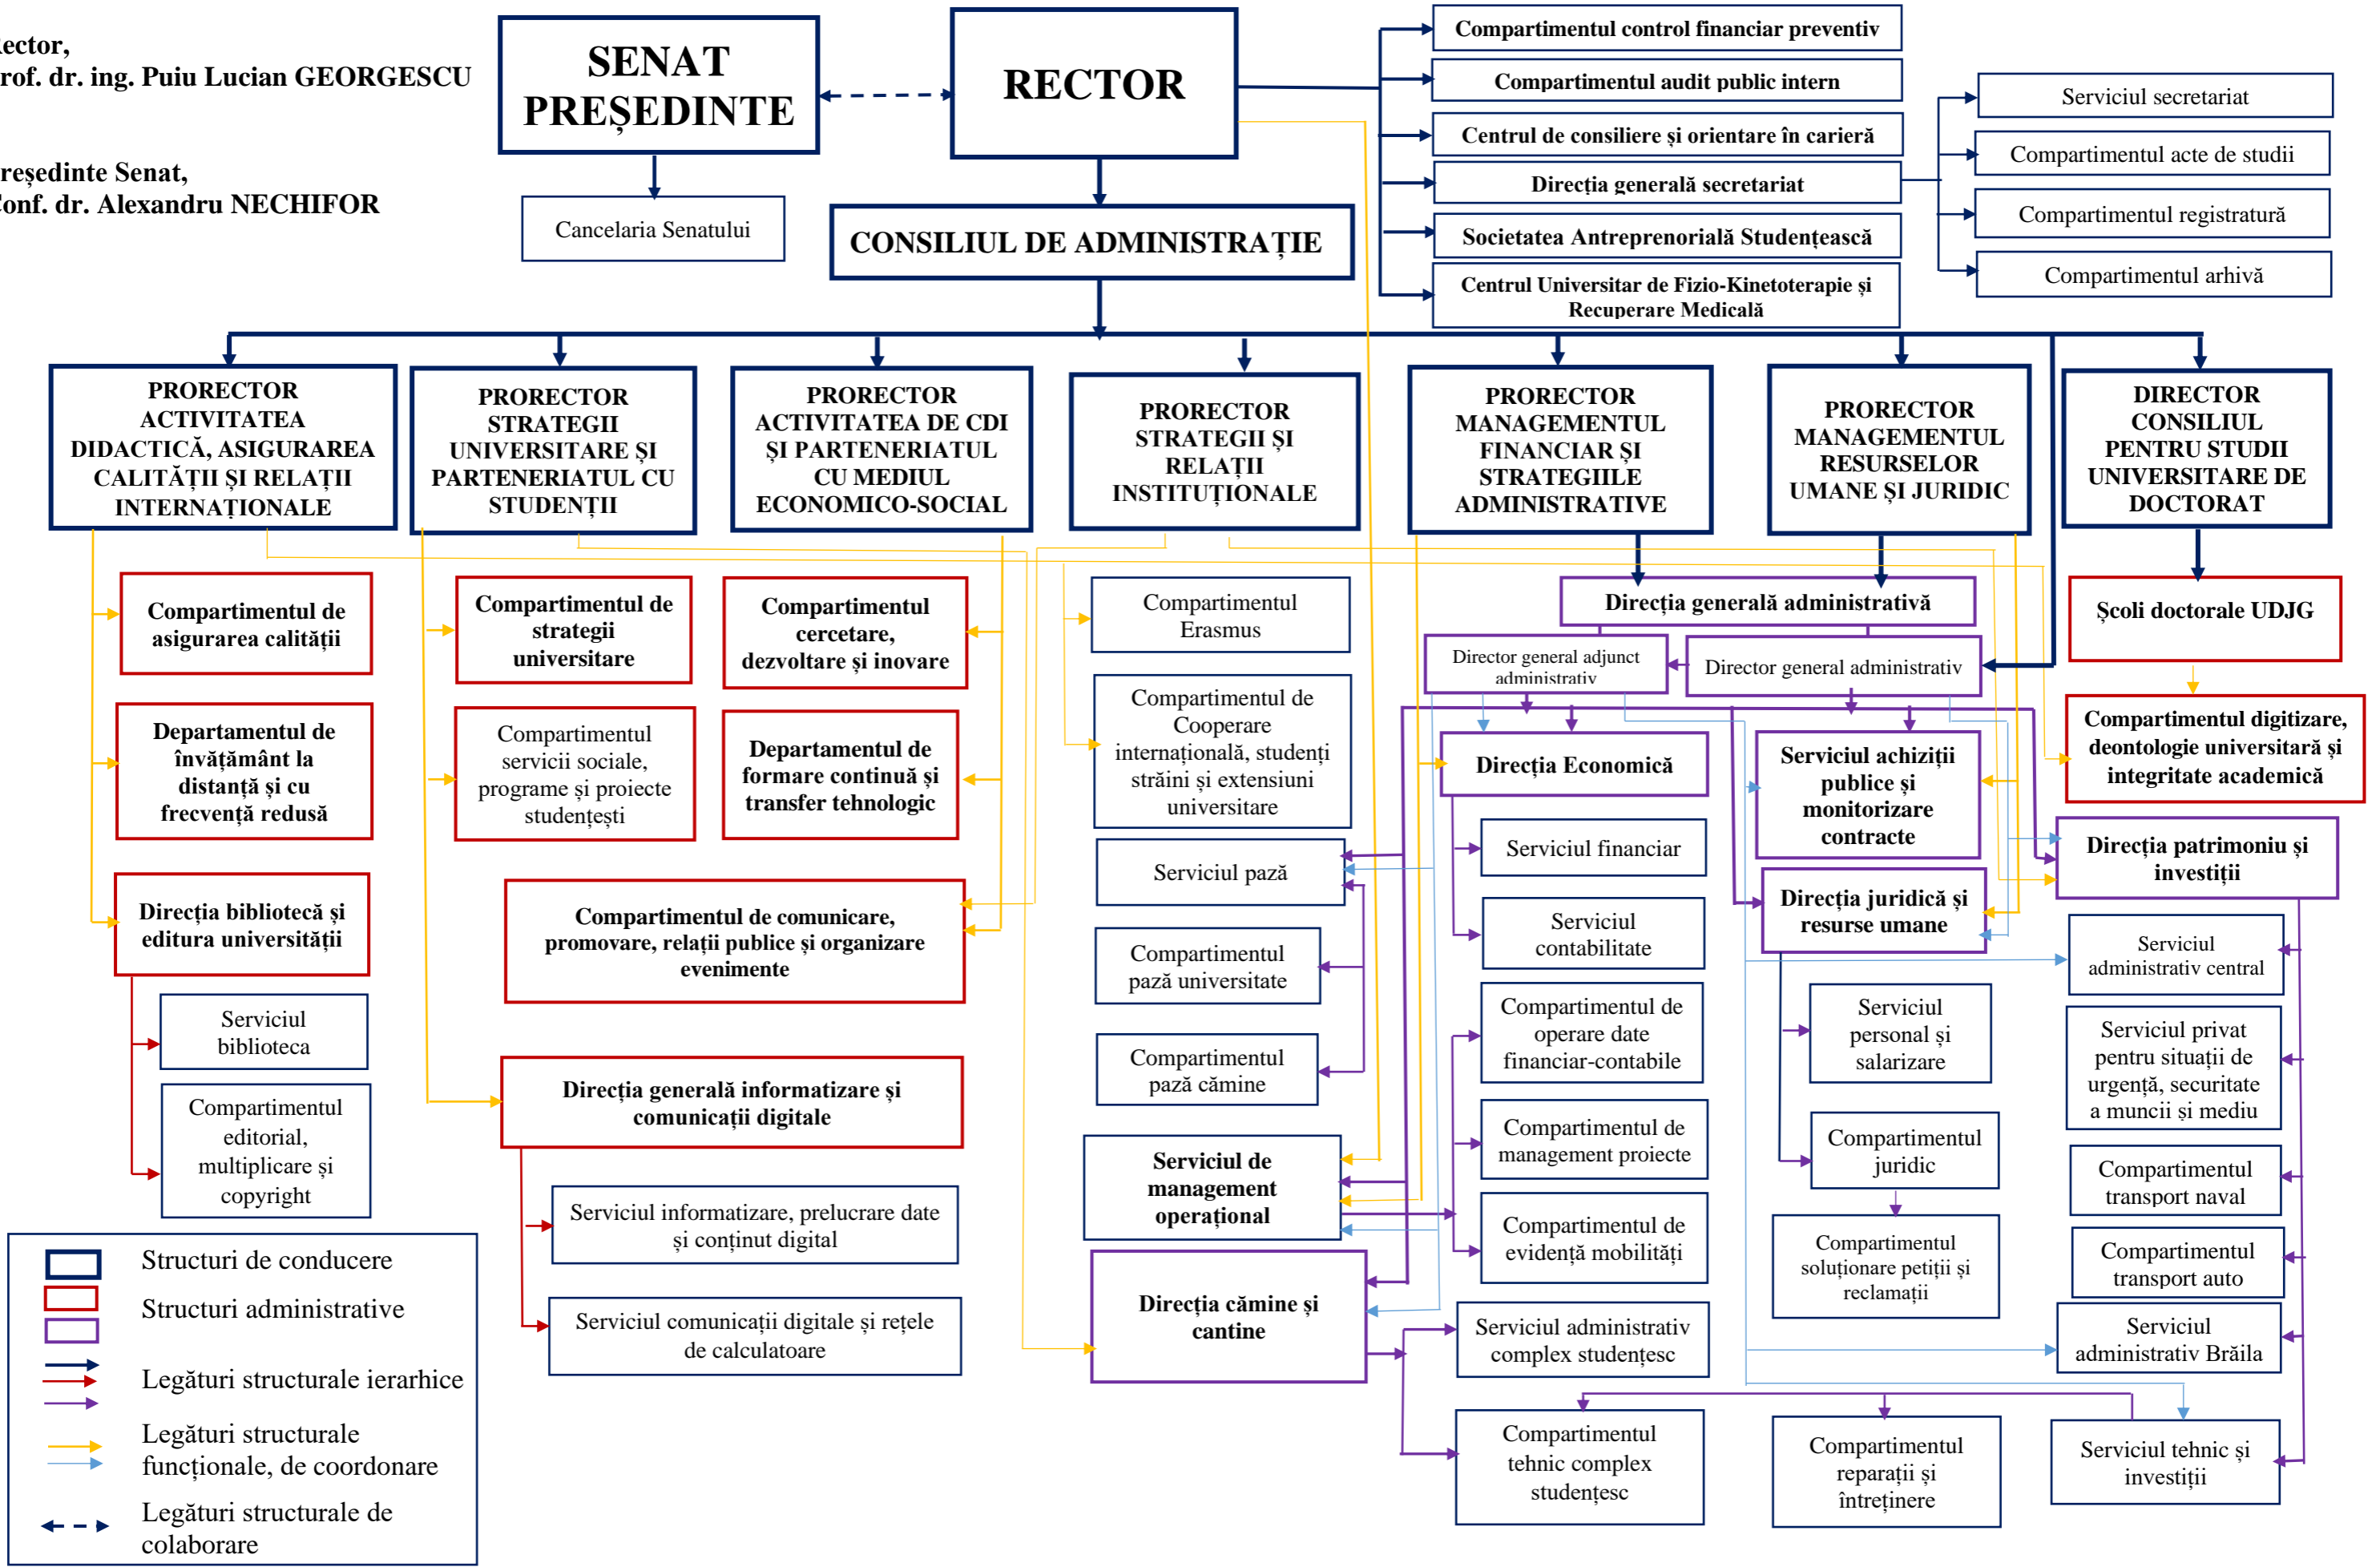 ector,
rof. dr. ing. Puiu Lucian GEORGESCU
reședinte Senat,
onf. dr. Alexandru NECHIFOR
SENAT
PREȘEDINTE
RECTOR
Cancelaria Senatului
CONSILIUL DE ADMINISTRAȚIE
Compartimentul control financiar preventiv
Compartimentul audit public intern
Centrul de consiliere și orientare în carieră
Direcția generală secretariat
Societatea Antreprenorială Studențească
Centrul Universitar de Fizio-Kinetoterapie și
Recuperare Medicală
Serviciul secretariat
Compartimentul acte de studii
Compartimentul registratură
Compartimentul arhivă
PRORECTOR
ACTIVITATEA
DIDACTICĂ, ASIGURAREA
CALITĂȚII ȘI RELAȚII
INTERNAȚIONALE
PRORECTOR
STRATEGII
UNIVERSITARE ȘI
PARTENERIATUL CU
STUDENȚII
PRORECTOR
ACTIVITATEA DE CDI
ȘI PARTENERIATUL
CU MEDIUL
ECONOMICO-SOCIAL
PRORECTOR
STRATEGII ȘI
RELAȚII
INSTITUȚIONALE
PRORECTOR
MANAGEMENTUL
FINANCIAR ȘI
STRATEGIILE
ADMINISTRATIVE
PRORECTOR
MANAGEMENTUL
RESURSELOR
UMANE ȘI JURIDIC
DIRECTOR
CONSILIUL
PENTRU STUDII
UNIVERSITARE DE
DOCTORAT
Compartimentul de
asigurarea calității
Departamentul de
învățământ la
distanță și cu
frecvență redusă
Direcția bibliotecă și
editura universității
Serviciul
biblioteca
Compartimentul
editorial,
multiplicare și
copyright
Compartimentul de
strategii
universitare
Compartimentul
servicii sociale,
programe și proiecte
studențești
Compartimentul
cercetare,
dezvoltare și inovare
Departamentul de
formare continuă și
transfer tehnologic
Compartimentul de comunicare,
promovare, relații publice și organizare
evenimente
Direcția generală informatizare și
comunicații digitale
Serviciul informatizare, prelucrare date
și conținut digital
Serviciul comunicații digitale și rețele
de calculatoare
Compartimentul
Erasmus
Compartimentul de
Cooperare
internațională, studenți
străini și extensiuni
universitare
Serviciul pază
Compartimentul
pază universitate
Compartimentul
pază cămine
Serviciul de
management
operațional
Direcția cămine și
cantine
Direcția generală administrativă
Director general adjunct
administrativ
Director general administrativ
Direcția Economică
Serviciul financiar
Serviciul
contabilitate
Compartimentul de
operare date
financiar-contabile
Compartimentul de
management proiecte
Compartimentul de
evidență mobilități
Serviciul administrativ
complex studențesc
Compartimentul
tehnic complex
studențesc
Serviciul achiziții
publice și
monitorizare
contracte
Direcția juridică și
resurse umane
Serviciul
personal și
salarizare
Compartimentul
juridic
Compartimentul
soluționare petiții și
reclamații
Compartimentul
reparații și
întreținere
Școli doctorale UDJG
Compartimentul digitizare,
deontologie universitară și
integritate academică
Direcția patrimoniu și
investiții
Serviciul
administrativ central
Serviciul privat
pentru situații de
urgență, securitate
a muncii și mediu
Compartimentul
transport naval
Compartimentul
transport auto
Serviciul
administrativ Brăila
Serviciul tehnic și
investiții
Structuri de conducere
Structuri administrative
Legături structurale ierarhice
Legături structurale
funcționale, de coordonare
Legături structurale de
colaborare